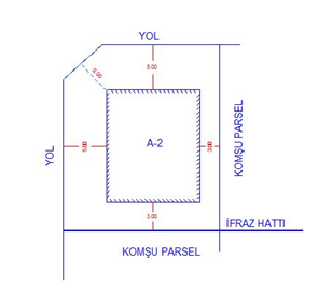 YOL
5.00
5.00
YOL
5.00
A-2
3.00
KOMŞU PARSEL
3.00
İFRAZ HATTI
KOMŞU PARSEL